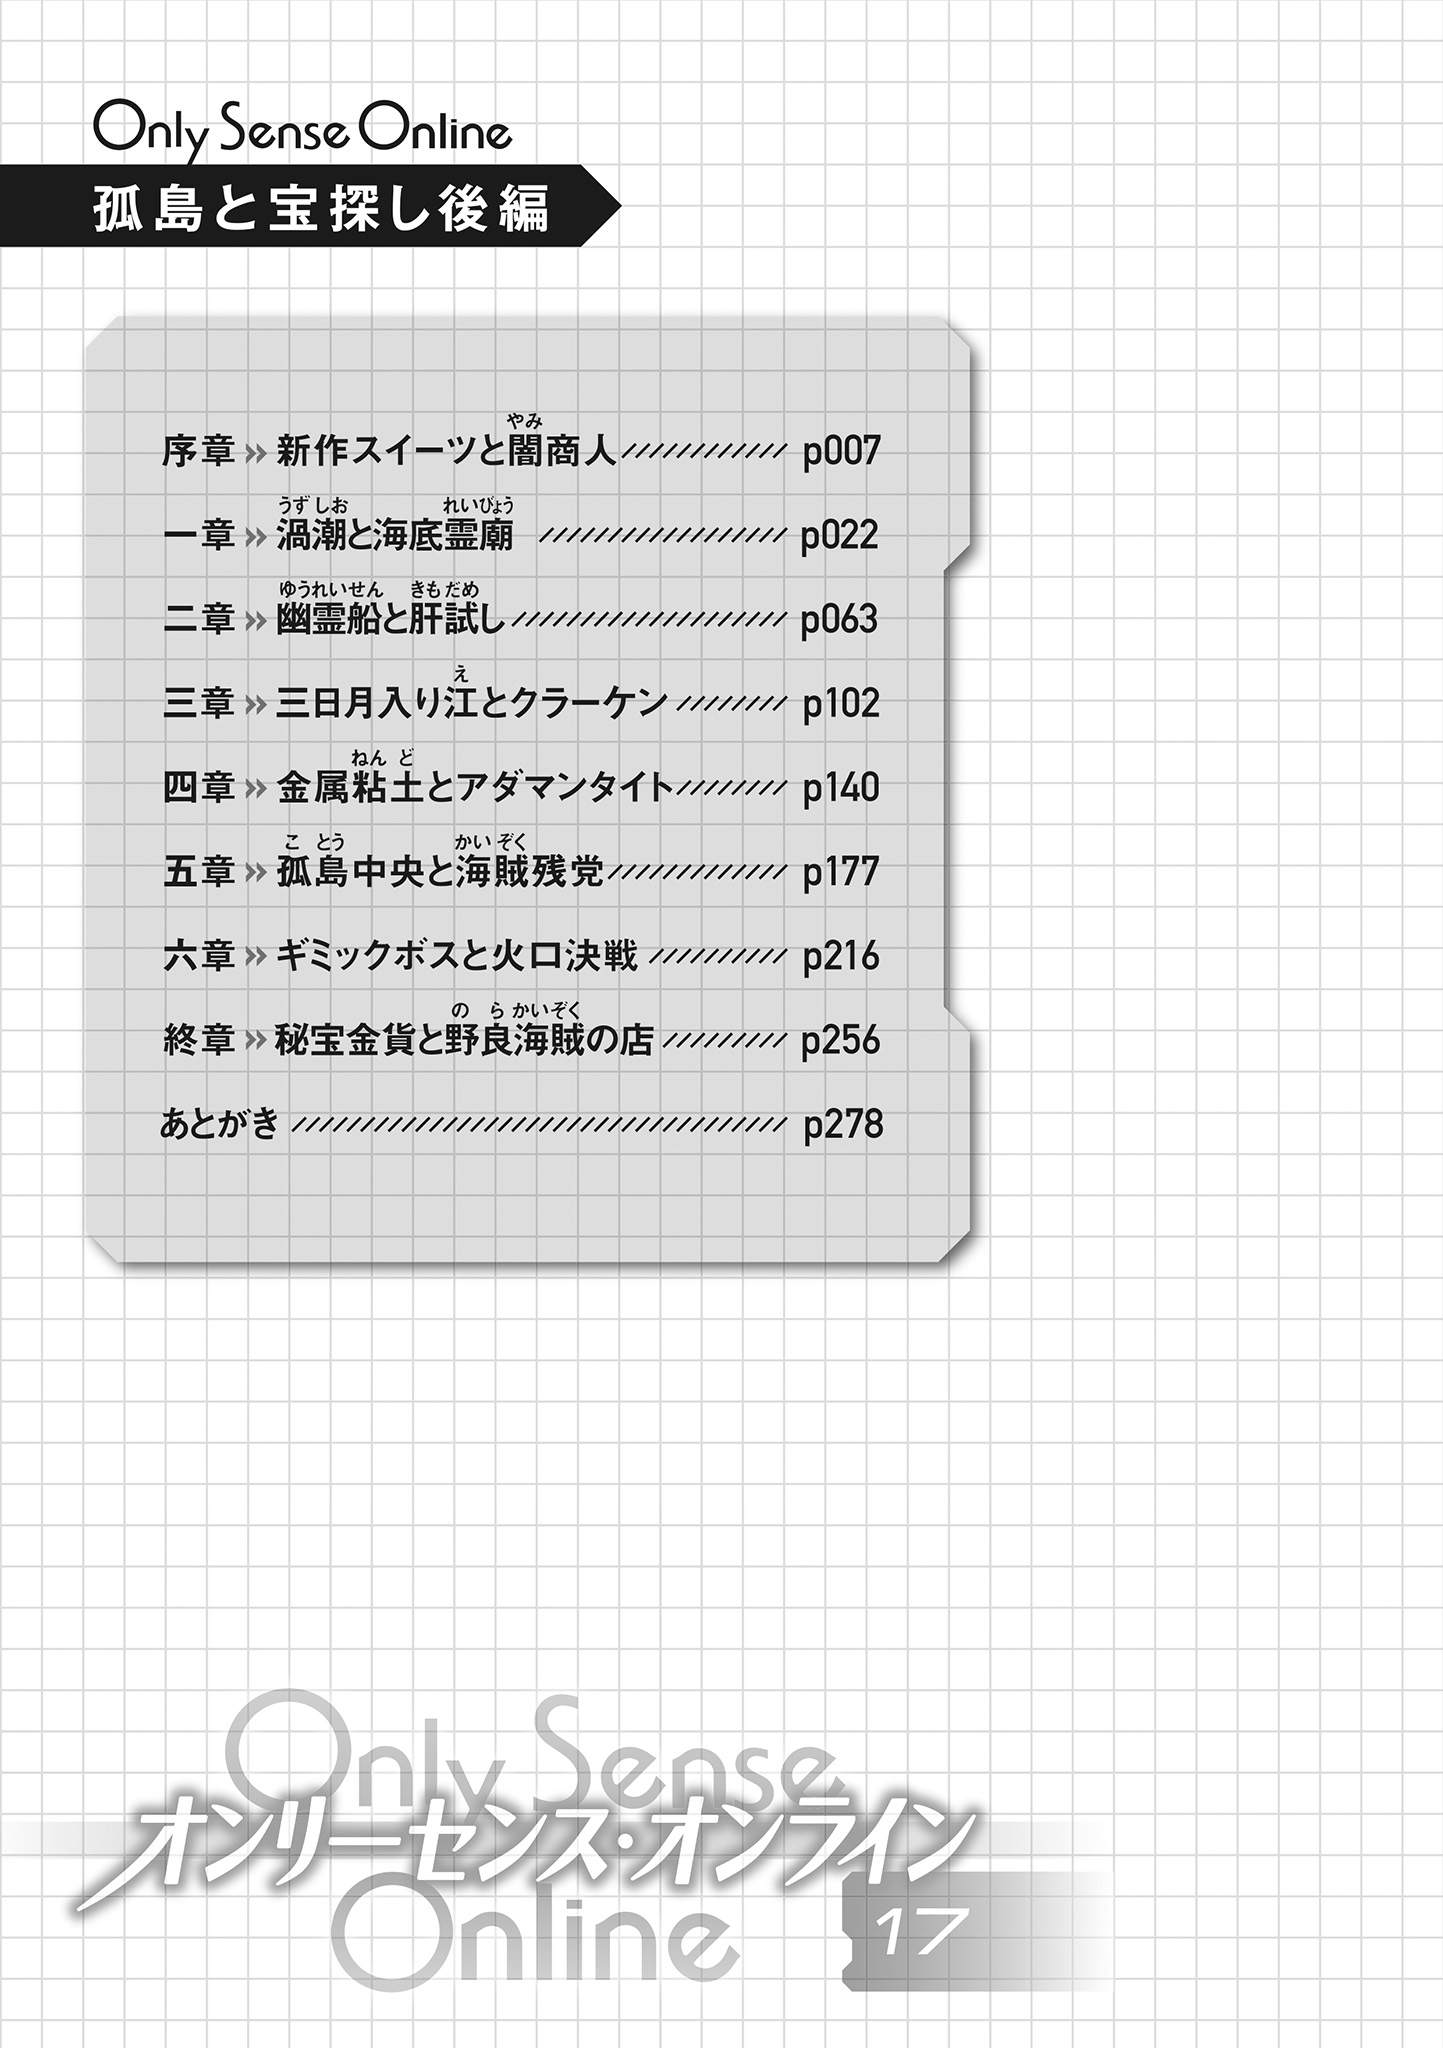 Only Sense Online
孤島と宝探し後編
序章 » 新作スイーツと闇商人 p007
やみ
一章 » 渦潮と海底霊廟 p022
うずしお れいびょう
二章 » 幽霊船と肝試し p063
ゆうれいせん きもだめ
三章 » 三日月入り江とクラーケン p102
え
四章 » 金属粘土とアダマンタイト p140
ねんど
五章 » 孤島中央と海賊残党 p177
ことう かいぞく
六章 » ギミックボスと火口決戦 p216
終章 » 秘宝金貨と野良海賊の店 p256
のらかいぞく
あとがき p278
Only Sense
オンリーセンス・オンライン
Online
17